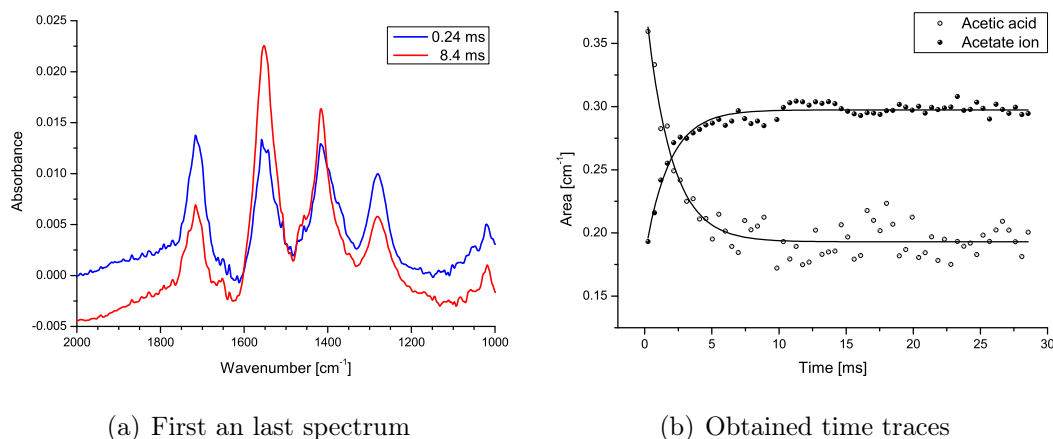 0.025
0.020
0.015
0.010
0.005
0.000
-0.005
Absorbance
0.24 ms
8.4 ms
2000
1800
1600
1400
1200
1000
Wavenumber [cm⁻¹]
(a) First an last spectrum
0.35
0.30
0.25
0.20
0.15
Area [cm⁻¹]
Acetic acid
Acetate ion
0
5
10
15
20
25
30
Time [ms]
(b) Obtained time traces